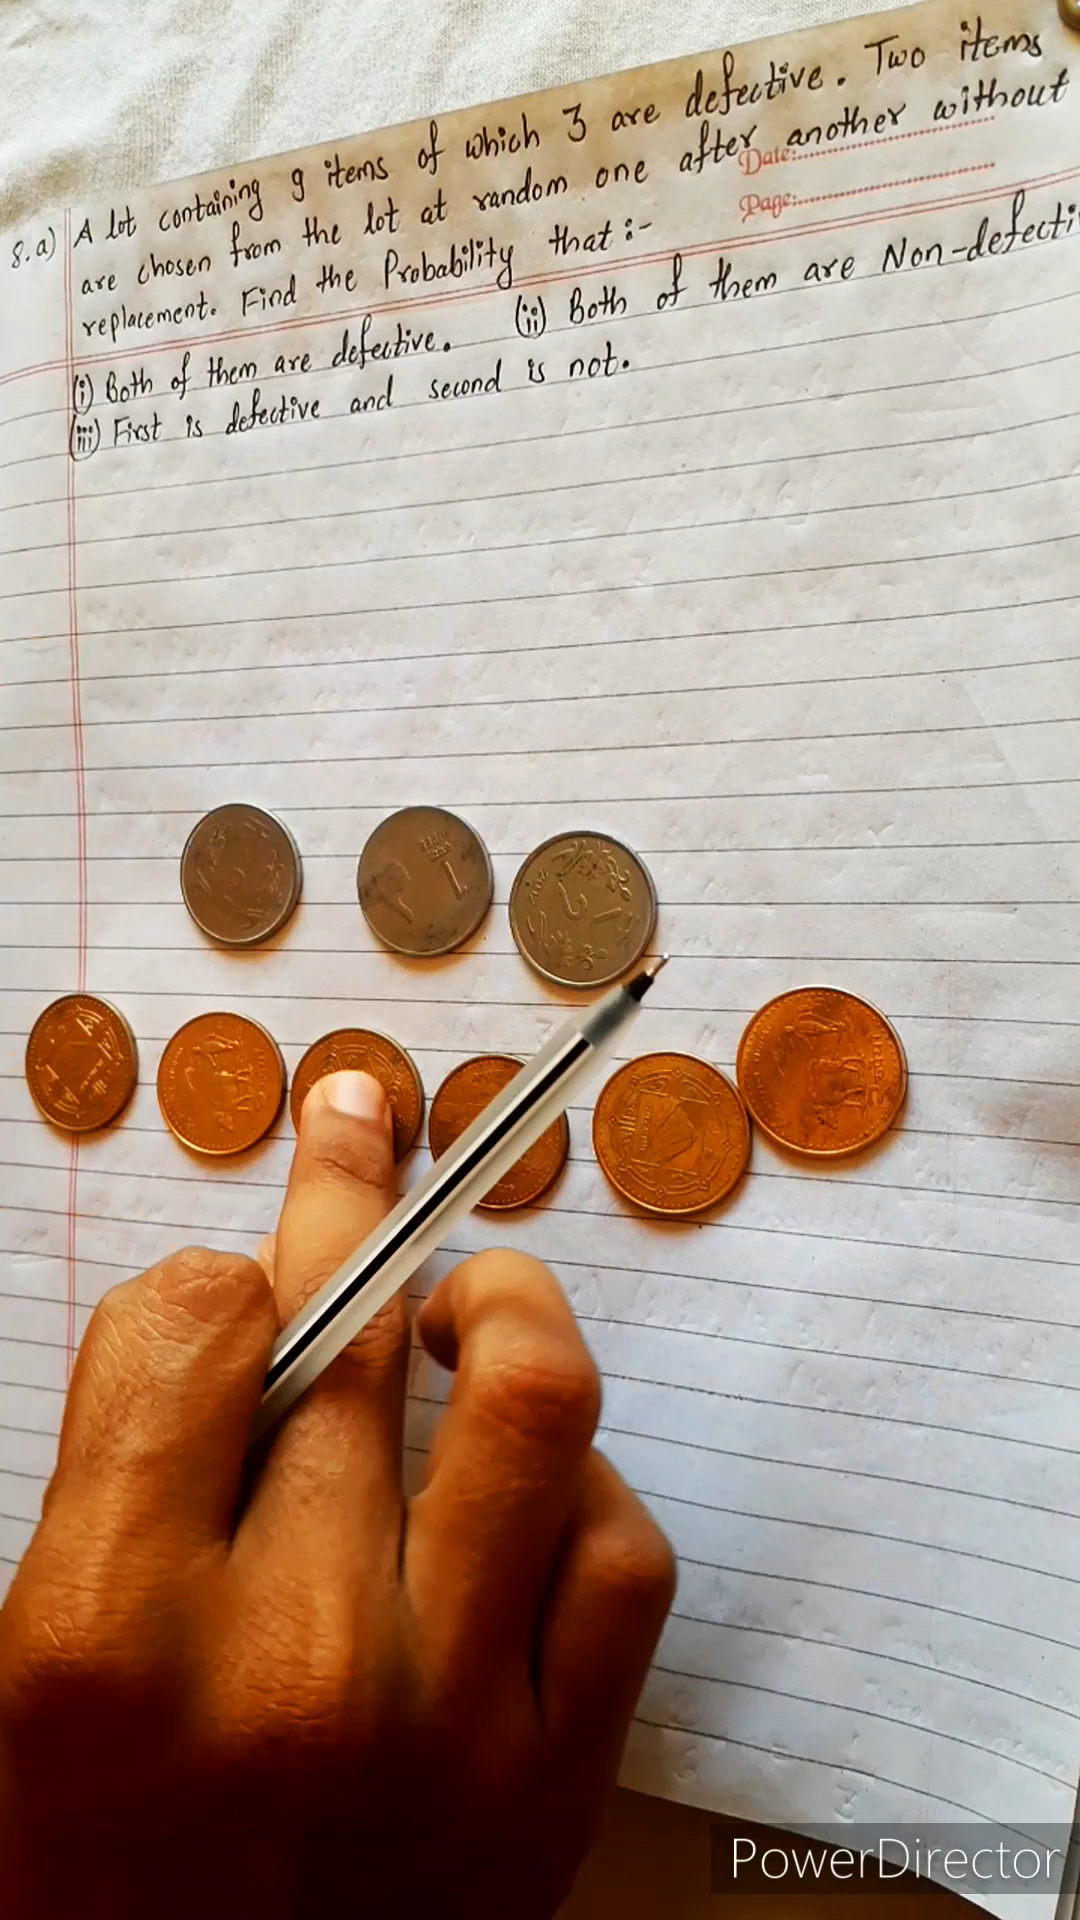 8.a) A lot containing 9 items of which 3 are defective. Two items
are chosen from the lot at random one after another without
replacement. Find the Probability that :-
(i) Both of them are defective. (ii) Both of them are Non-defecti
(iii) First is defective and second is not.
Date:
Page:
1
PowerDirector